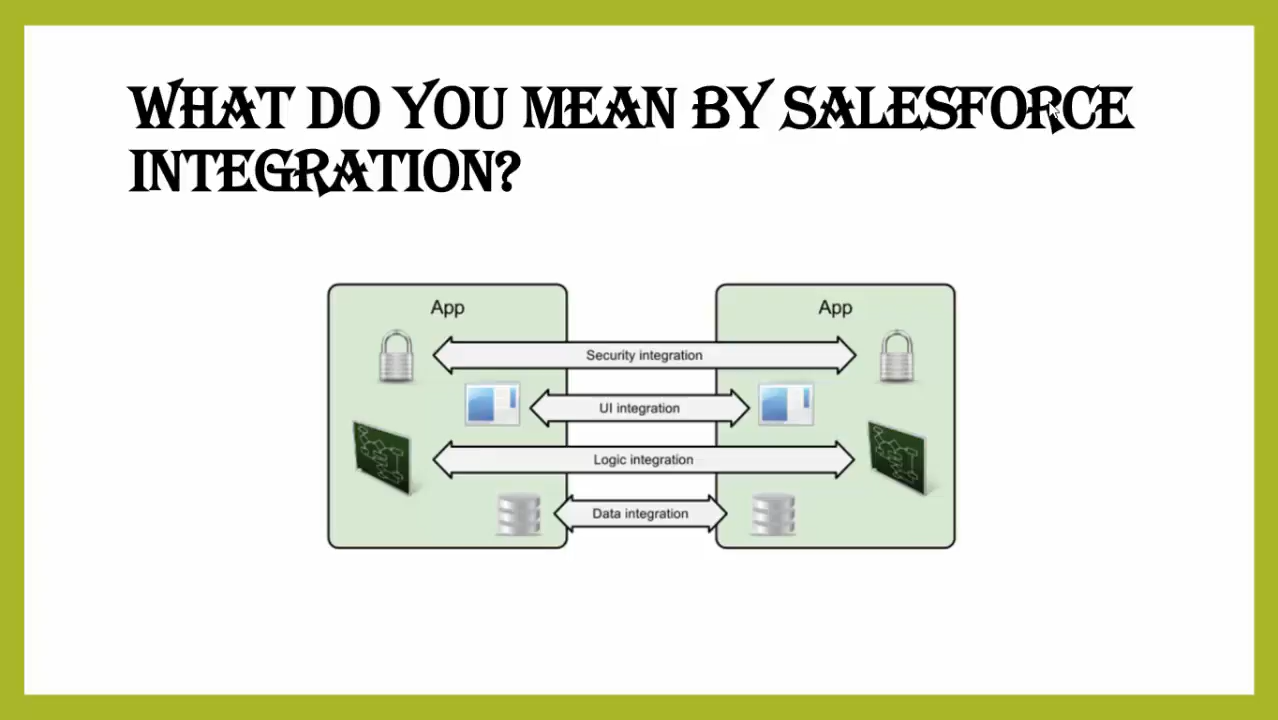 WHAT DO YOU MEAN BY SALESFORCE
INTEGRATION?
App
App
Security integration
UI integration
Logic integration
Data integration